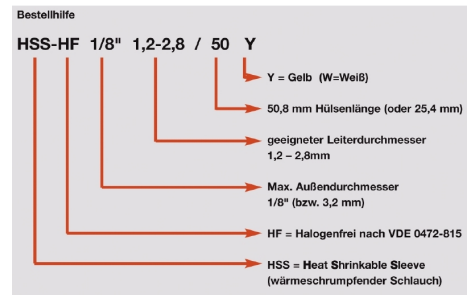 Bestellhilfe
HSS-HF 1/8" 1,2-2,8 / 50 Y
Y = Gelb (W=Weiß)
50,8 mm Hülsenlänge (oder 25,4 mm)
geeigneter Leiterdurchmesser
1,2 – 2,8mm
Max. Außendurchmesser
1/8" (bzw. 3,2 mm)
HF = Halogenfrei nach VDE 0472-815
HSS = Heat Shrinkable Sleeve
(wärmeschrumpfender Schlauch)